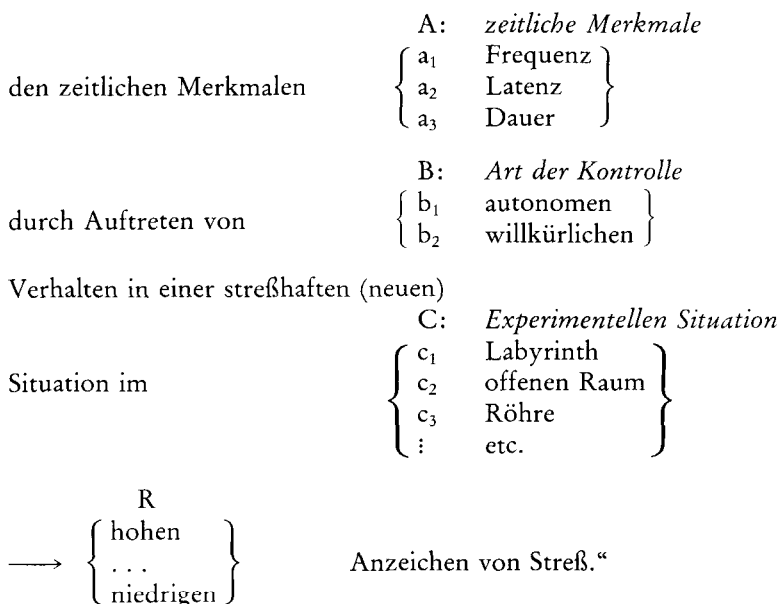 A: zeitliche Merkmale
a₁ Frequenz
den zeitlichen Merkmalen a₂ Latenz
a₃ Dauer
B: Art der Kontrolle
b₁ autonomen
durch Auftreten von
b₂ willkürlichen
Verhalten in einer streßhaften (neuen)
C: Experimentellen Situation
c₁ Labyrinth
Situation im c₂ offenen Raum
c₃ Röhre
⋮ etc.
R
hohen
⟶ . . . Anzeichen von Streß.“
niedrigen